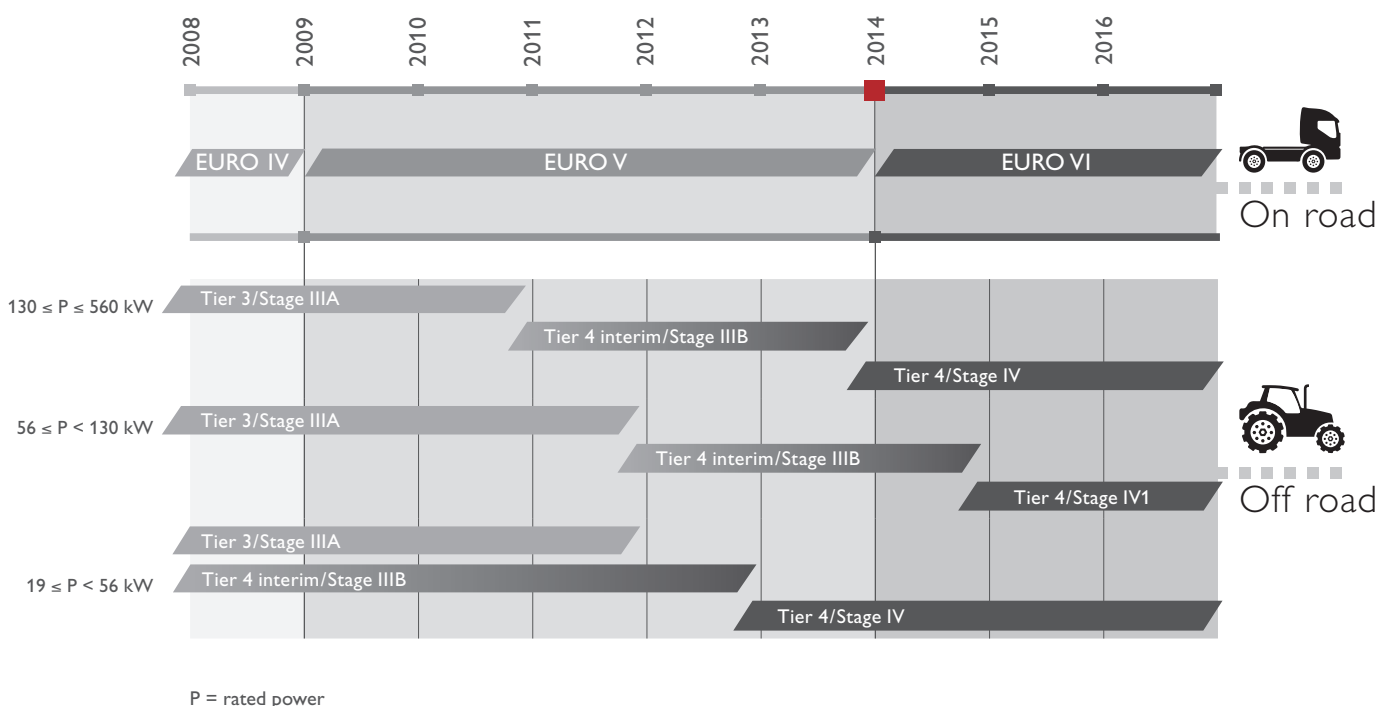 2008
2009
2010
2011
2012
2013
2014
2015
2016
EURO IV
EURO V
EURO VI
On road
130 ≤ P ≤ 560 kW
Tier 3/Stage IIIA
Tier 4 interim/Stage IIIB
Tier 4/Stage IV
56 ≤ P < 130 kW
Tier 3/Stage IIIA
Tier 4 interim/Stage IIIB
Tier 4/Stage IV1
Off road
Tier 3/Stage IIIA
19 ≤ P < 56 kW
Tier 4 interim/Stage IIIB
Tier 4/Stage IV
P = rated power